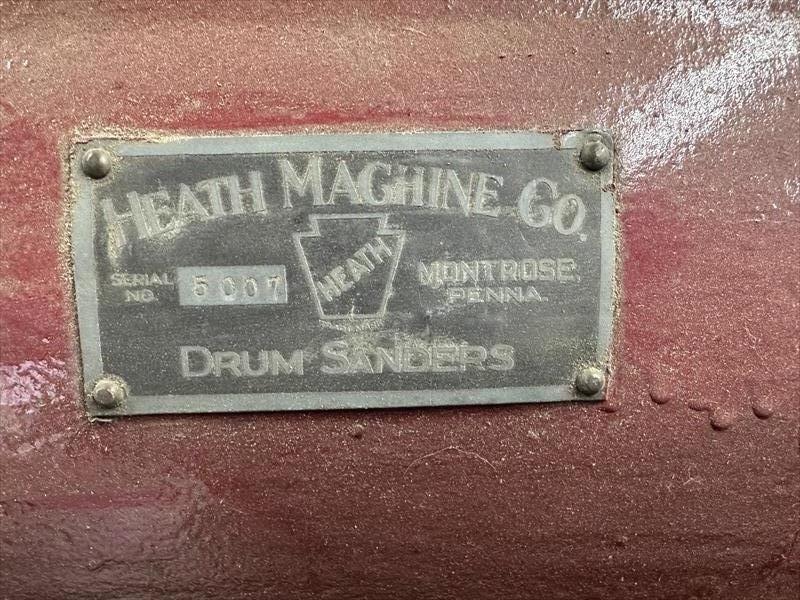 HEATH MACHINE CO.
HEATH
SERIAL NO. 5007
MONTROSE, PENNA.
DRUM SANDERS